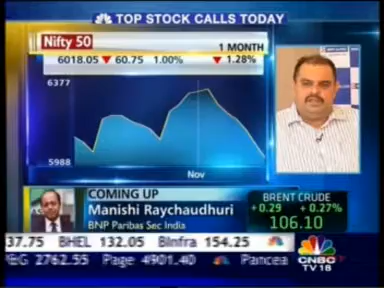 TOP STOCK CALLS TODAY
Nifty 50
1 MONTH
6018.05 ▼ 60.75 1.00% ▼ 1.28%
6377
5988
Nov
COMING UP
Manishi Raychaudhuri
BNP Paribas Sec India
BRENT CRUDE
+ 0.29 + 0.27%
106.10
37.75 BHEL 132.05 BInfra 154.25
EG 2762.55 Page 4901.40 Pancea
CNBC
TV 18